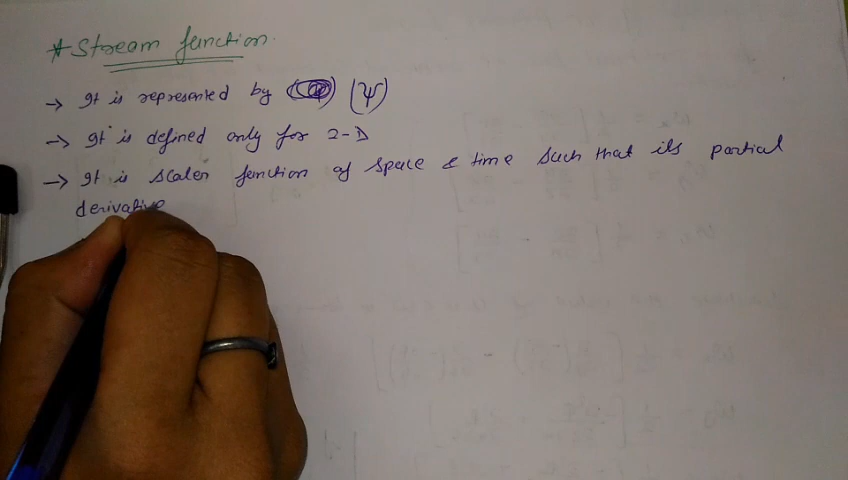 * Stream function.
→ It is represented by (ψ)
→ It is defined only for 2-D
→ It is scaler function of space & time such that its partial
derivative